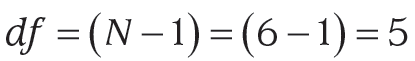 df = (N − 1) = (6 − 1) = 5